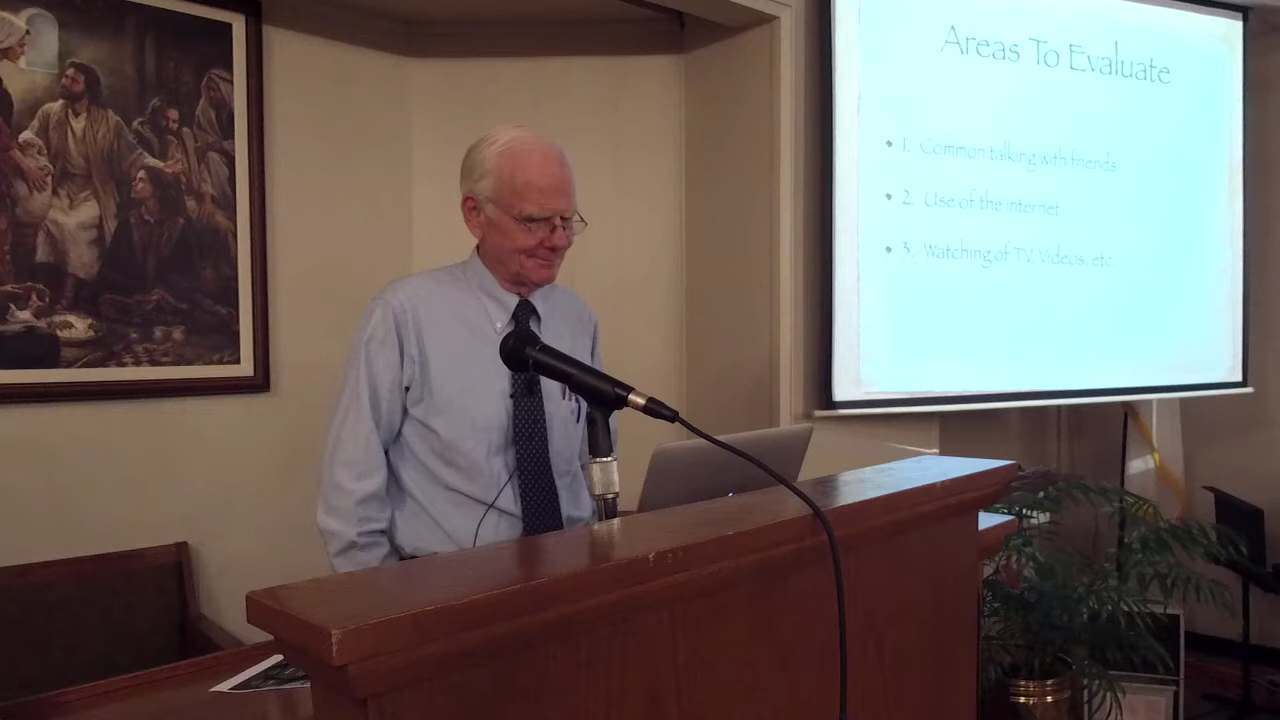 Areas To Evaluate
• 1. Common talking with friends
• 2. Use of the internet
• 3. Watching of TV, Videos, etc.